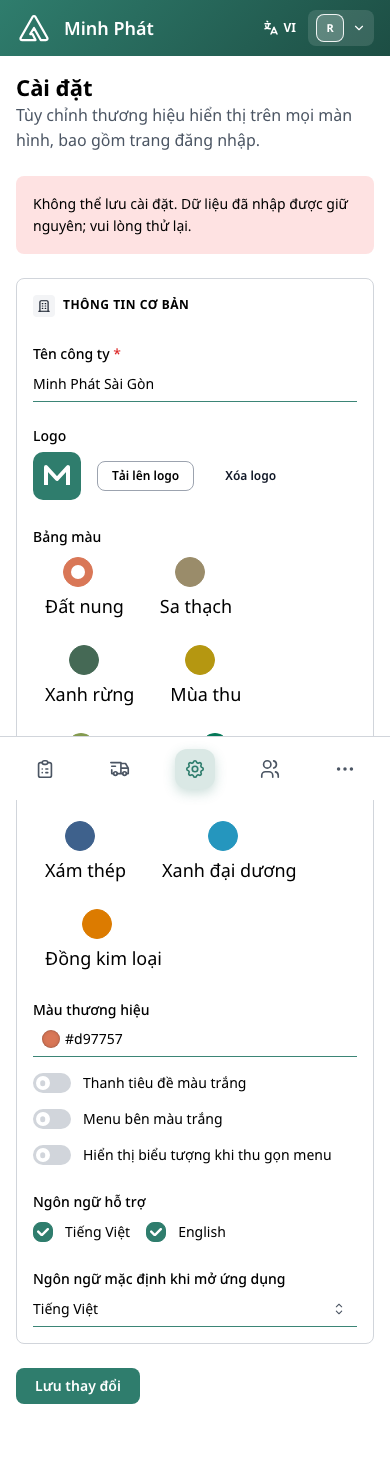 Minh Phát
VI
R
Cài đặt
Tùy chỉnh thương hiệu hiển thị trên mọi màn
hình, bao gồm trang đăng nhập.
Không thể lưu cài đặt. Dữ liệu đã nhập được giữ
nguyên; vui lòng thử lại.
THÔNG TIN CƠ BẢN
Tên công ty *
Minh Phát Sài Gòn
Logo
M
Tải lên logo
Xóa logo
Bảng màu
Đất nung
Sa thạch
Xanh rừng
Mùa thu
Xám thép
Xanh đại dương
Đồng kim loại
Màu thương hiệu
#d97757
Thanh tiêu đề màu trắng
Menu bên màu trắng
Hiển thị biểu tượng khi thu gọn menu
Ngôn ngữ hỗ trợ
Tiếng Việt
English
Ngôn ngữ mặc định khi mở ứng dụng
Tiếng Việt
Lưu thay đổi